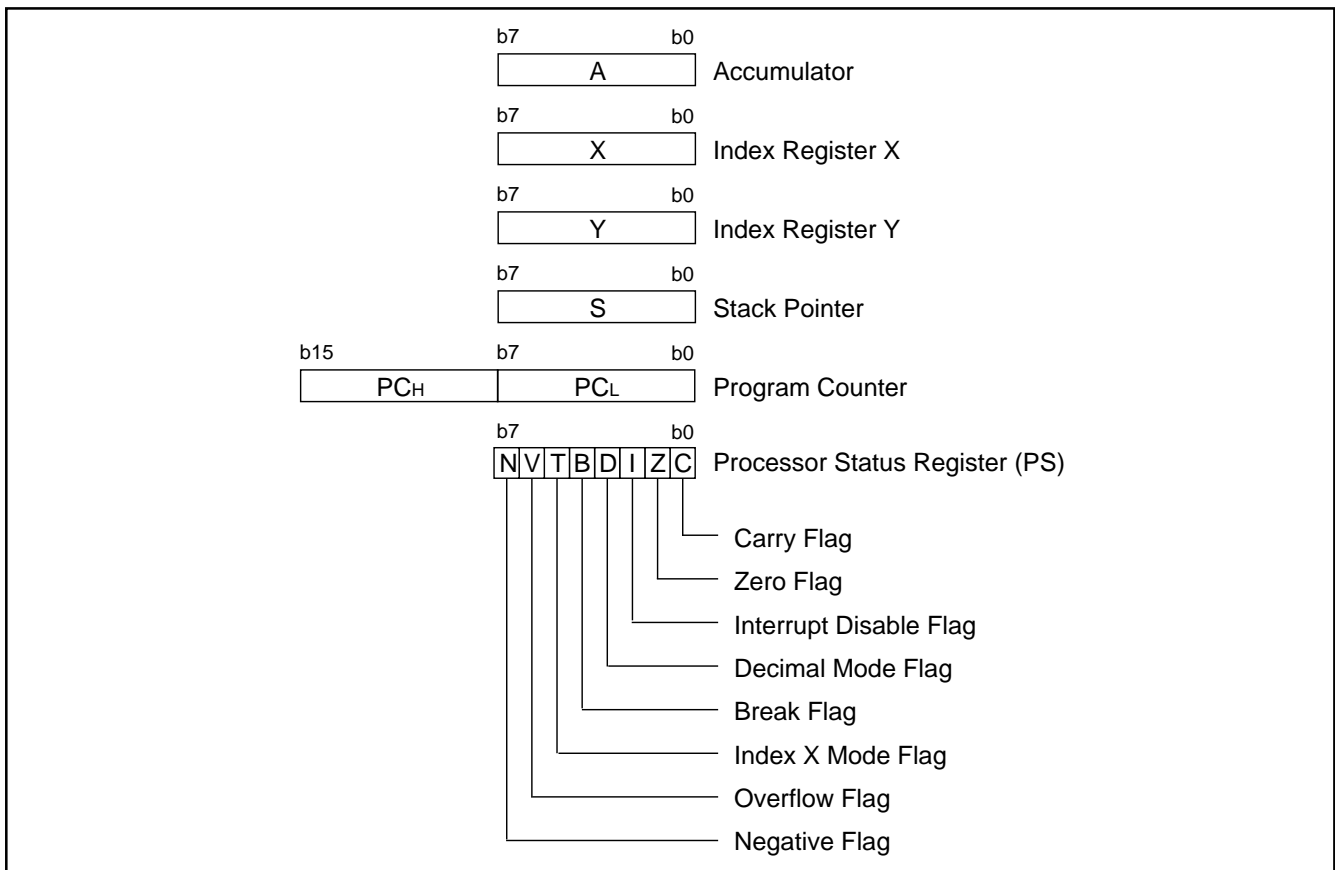 b7 b0
A Accumulator
b7 b0
X Index Register X
b7 b0
Y Index Register Y
b7 b0
S Stack Pointer
b15 b7 b0
PCH PCL Program Counter
b7 b0
N V T B D I Z C Processor Status Register (PS)
Carry Flag
Zero Flag
Interrupt Disable Flag
Decimal Mode Flag
Break Flag
Index X Mode Flag
Overflow Flag
Negative Flag